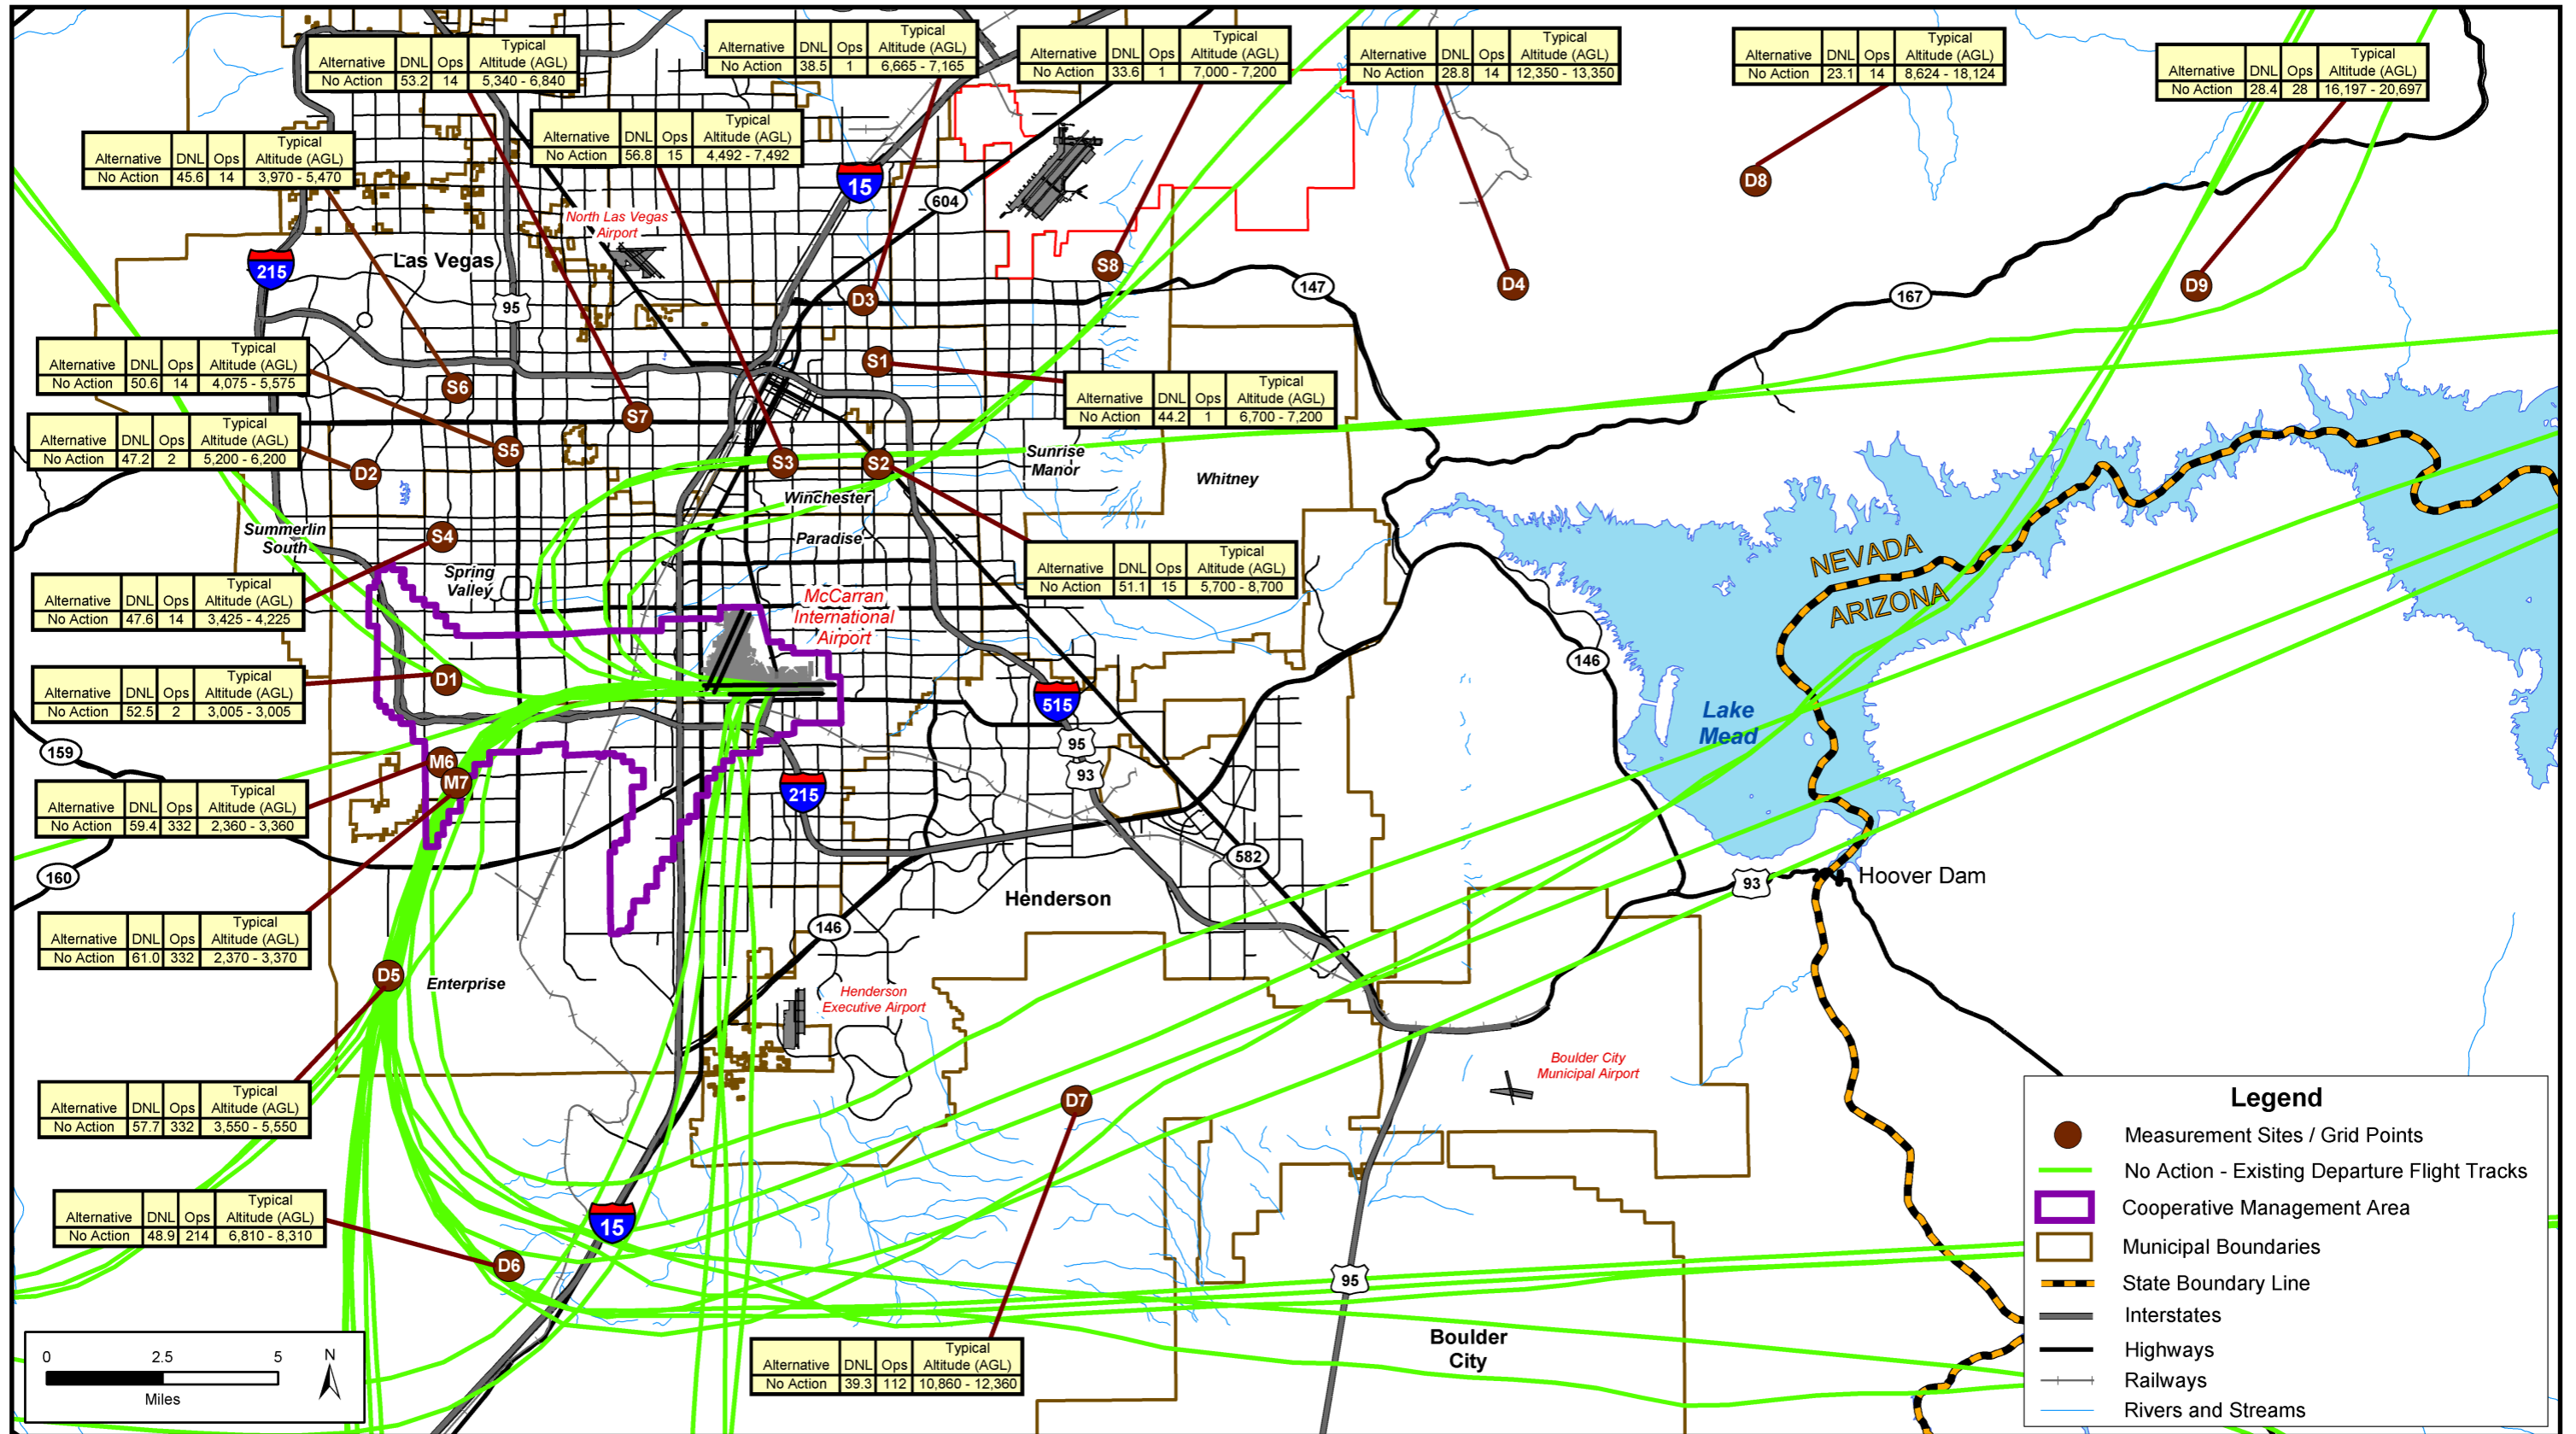 Typical
Alternative DNL Ops Altitude (AGL)
No Action 53.2 14 5,340 - 6,840
Typical
Alternative DNL Ops Altitude (AGL)
No Action 38.5 1 6,665 - 7,165
Typical
Alternative DNL Ops Altitude (AGL)
No Action 33.6 1 7,000 - 7,200
Typical
Alternative DNL Ops Altitude (AGL)
No Action 28.8 14 12,350 - 13,350
Typical
Alternative DNL Ops Altitude (AGL)
No Action 23.1 14 8,624 - 18,124
Typical
Alternative DNL Ops Altitude (AGL)
No Action 28.4 28 16,197 - 20,697
Typical
Alternative DNL Ops Altitude (AGL)
No Action 45.6 14 3,970 - 5,470
Typical
Alternative DNL Ops Altitude (AGL)
No Action 56.8 15 4,492 - 7,492
15
604
D8
North Las Vegas
Airport
Las Vegas
215
95
S8
D3
147
D4
167
D9
Typical
Alternative DNL Ops Altitude (AGL)
No Action 50.6 14 4,075 - 5,575
S6
S1
Typical
Alternative DNL Ops Altitude (AGL)
No Action 44.2 1 6,700 - 7,200
S7
Typical
Alternative DNL Ops Altitude (AGL)
No Action 47.2 2 5,200 - 6,200
D2
S5
S3
S2
Sunrise
Manor
Whitney
Winchester
Summerlin
South
S4
Paradise
Spring
Valley
Typical
Alternative DNL Ops Altitude (AGL)
No Action 51.1 15 5,700 - 8,700
NEVADA
ARIZONA
Typical
Alternative DNL Ops Altitude (AGL)
No Action 47.6 14 3,425 - 4,225
McCarran
International
Airport
146
Typical
Alternative DNL Ops Altitude (AGL)
No Action 52.5 2 3,005 - 3,005
D1
515
Lake
Mead
159
95
93
M6
M7
215
Typical
Alternative DNL Ops Altitude (AGL)
No Action 59.4 332 2,360 - 3,360
582
160
93
Hoover Dam
Henderson
146
Typical
Alternative DNL Ops Altitude (AGL)
No Action 61.0 332 2,370 - 3,370
D5
Enterprise
Henderson
Executive Airport
Boulder City
Municipal Airport
D7
Typical
Alternative DNL Ops Altitude (AGL)
No Action 57.7 332 3,550 - 5,550
Typical
Alternative DNL Ops Altitude (AGL)
No Action 48.9 214 6,810 - 8,310
15
D6
95
Boulder
City
Typical
Alternative DNL Ops Altitude (AGL)
No Action 39.3 112 10,860 - 12,360
0 2.5 5
Miles
N
Legend
Measurement Sites / Grid Points
No Action - Existing Departure Flight Tracks
Cooperative Management Area
Municipal Boundaries
State Boundary Line
Interstates
Highways
Railways
Rivers and Streams